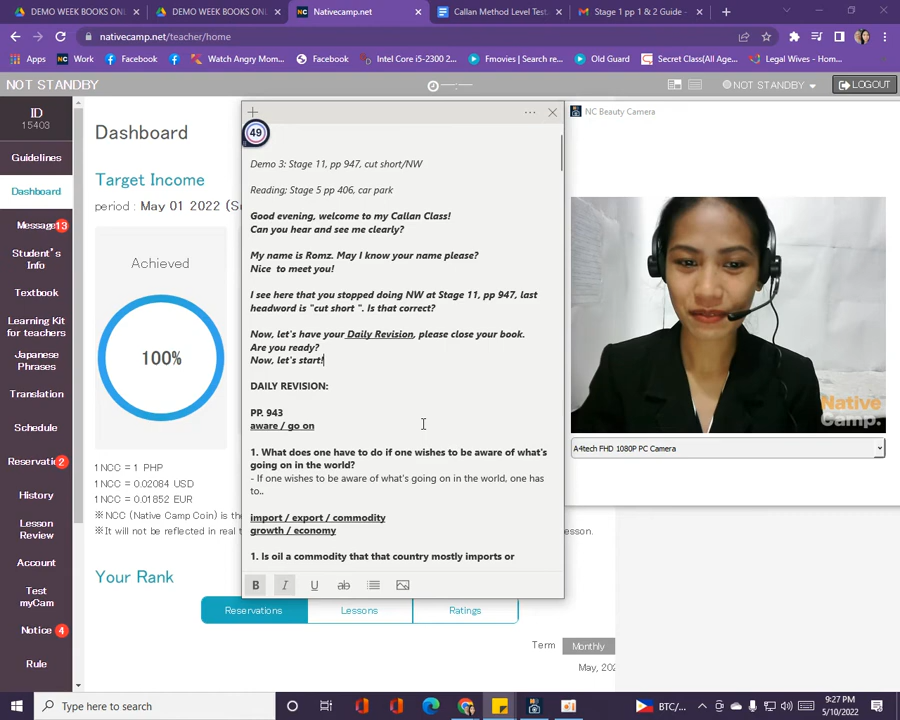 DEMO WEEK BOOKS ONL
DEMO WEEK BOOKS ONL
Nativecamp.net
Callan Method Level Test
Stage 1 pp 1 & 2 Guide -
nativecamp.net/teacher/home
Apps
Work
Facebook
Watch Angry Mom...
Facebook
Intel Core i5-2300 2...
Fmovies | Search re...
Old Guard
Secret Class(All Age...
Legal Wives - Hom...
NOT STANDBY
NOT STANDBY
LOGOUT
ID
15403
Guidelines
Dashboard
Message 13
Student's
Info
Textbook
Learning Kit
for teachers
Japanese
Phrases
Translation
Schedule
Reservatio 2
History
Lesson
Review
Account
Test
myCam
Notice 4
Rule
Dashboard
Target Income
period : May 01 2022 (Su
Achieved
100%
1 NCC = 1 PHP
1 NCC = 0.02084 USD
1 NCC = 0.01852 EUR
※NCC (Native Camp Coin) is the
※It will not be reflected in real t
esson.
Your Rank
Reservations
Lessons
Ratings
Term
Monthly
May, 202
49
Demo 3: Stage 11, pp 947, cut short/NW
Reading: Stage 5 pp 406, car park
Good evening, welcome to my Callan Class!
Can you hear and see me clearly?
My name is Romz. May I know your name please?
Nice to meet you!
I see here that you stopped doing NW at Stage 11, pp 947, last
headword is "cut short ". Is that correct?
Now, let's have your Daily Revision, please close your book.
Are you ready?
Now, let's start!
DAILY REVISION:
PP. 943
aware / go on
1. What does one have to do if one wishes to be aware of what's
going on in the world?
- If one wishes to be aware of what's going on in the world, one has
to..
import / export / commodity
growth / economy
1. Is oil a commodity that that country mostly imports or
B I U ab
NC Beauty Camera
Native
Camp.
A4tech FHD 1080P PC Camera
Type here to search
BTC/...
9:27 PM
5/10/2022